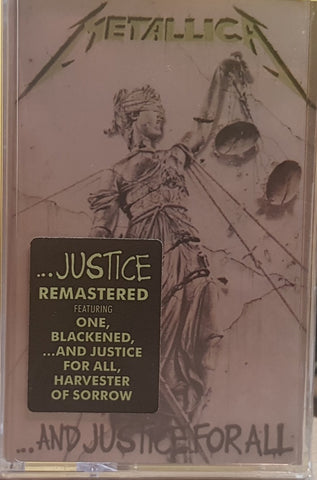 METALLICA
...JUSTICE
REMASTERED
FEATURING
ONE,
BLACKENED,
...AND JUSTICE
FOR ALL,
HARVESTER
OF SORROW
...AND JUSTICE FOR ALL